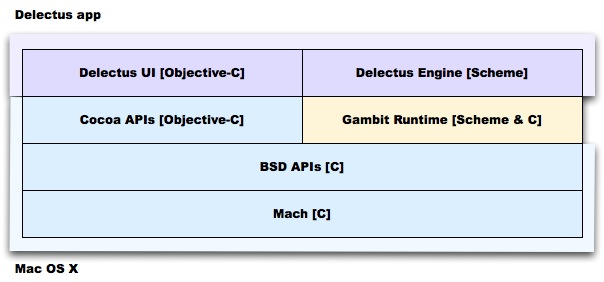 Delectus app
Delectus UI [Objective-C]
Delectus Engine [Scheme]
Cocoa APIs [Objective-C]
Gambit Runtime [Scheme & C]
BSD APIs [C]
Mach [C]
Mac OS X